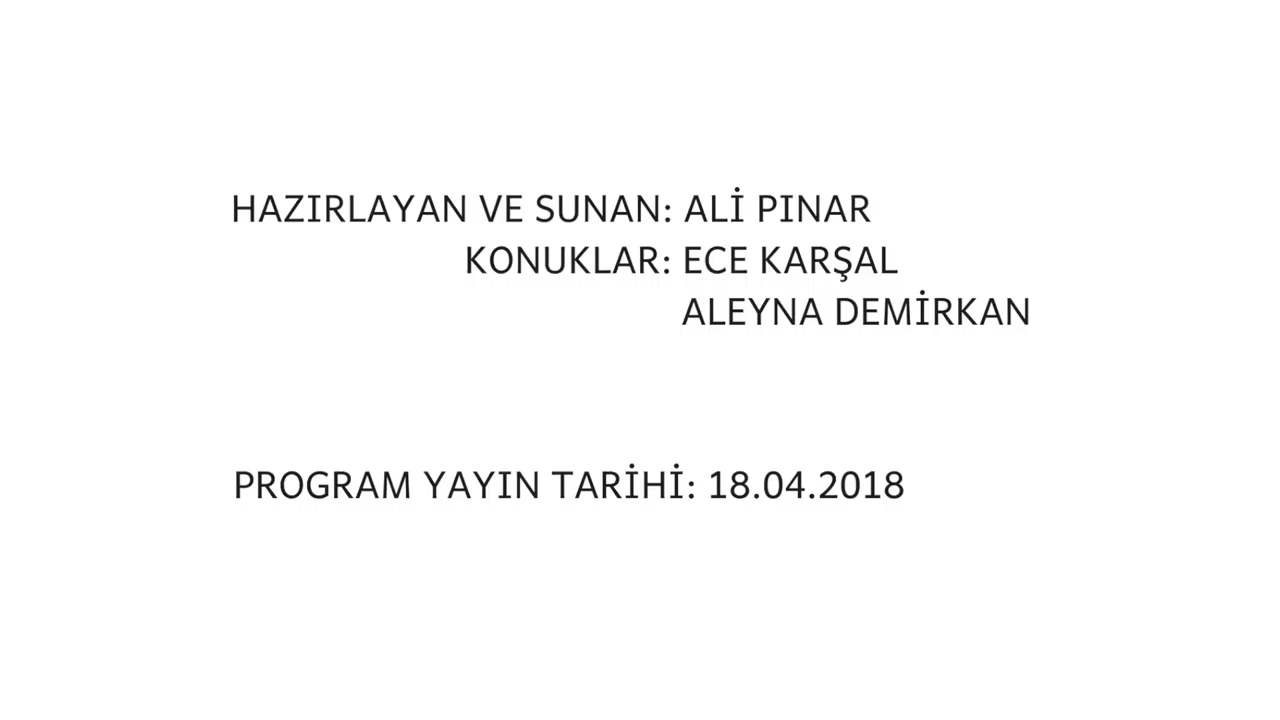 HAZIRLAYAN VE SUNAN: ALİ PINAR
KONUKLAR: ECE KARŞAL
ALEYNA DEMİRKAN
PROGRAM YAYIN TARİHİ: 18.04.2018